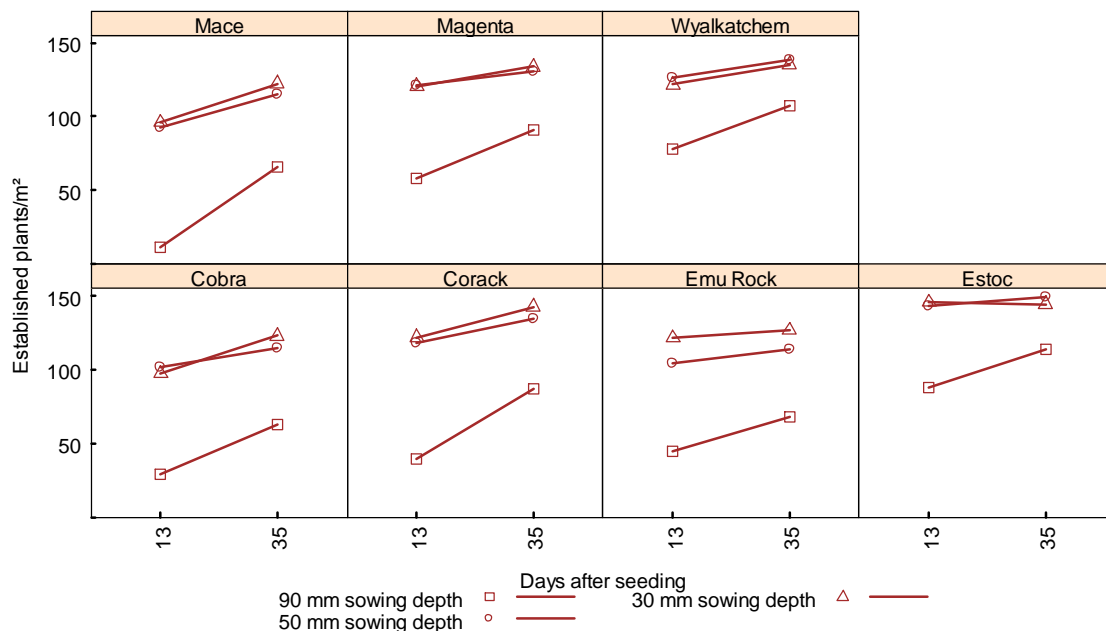 Mace Magenta Wyalkatchem
150
100
50
Cobra Corack Emu Rock Estoc
150
100
50
Established plants/m²
13 35 13 35 13 35 13 35
Days after seeding
90 mm sowing depth 30 mm sowing depth
50 mm sowing depth